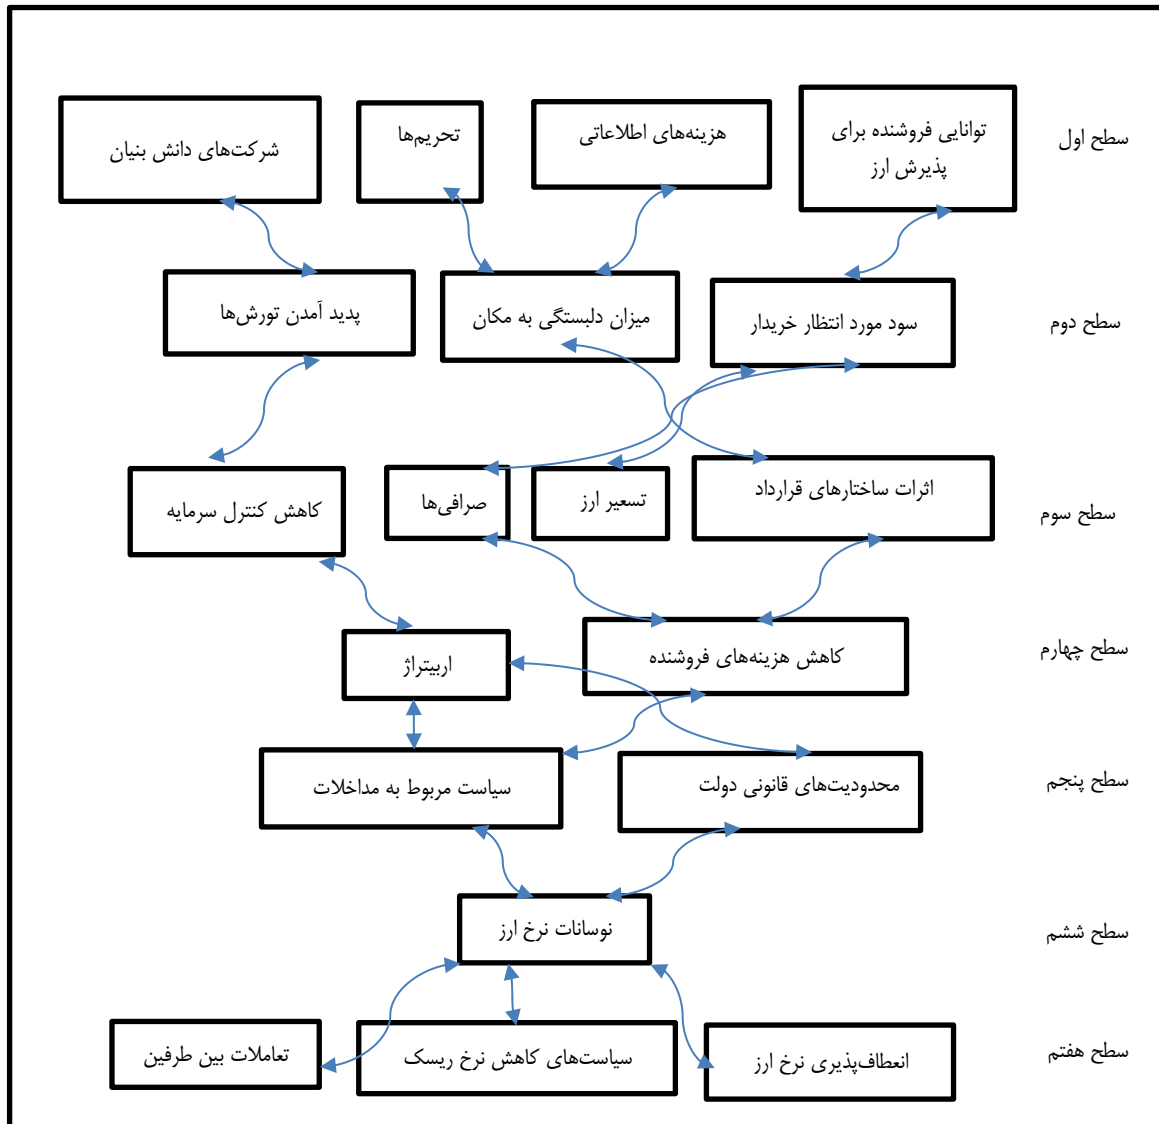 سطح اول
توانایی فروشنده برای
پذیرش ارز
هزینه‌های اطلاعاتی
تحریم‌ها
شرکت‌های دانش بنیان
سطح دوم
سود مورد انتظار خریدار
میزان دلبستگی به مکان
پدید آمدن تورش‌ها
سطح سوم
اثرات ساختارهای قرارداد
تسعیر ارز
صرافی‌ها
کاهش کنترل سرمایه
سطح چهارم
کاهش هزینه‌های فروشنده
اربیتراژ
سطح پنجم
محدودیت‌های قانونی دولت
سیاست مربوط به مداخلات
سطح ششم
نوسانات نرخ ارز
سطح هفتم
انعطاف‌پذیری نرخ ارز
سیاست‌های کاهش نرخ ریسک
تعاملات بین طرفین